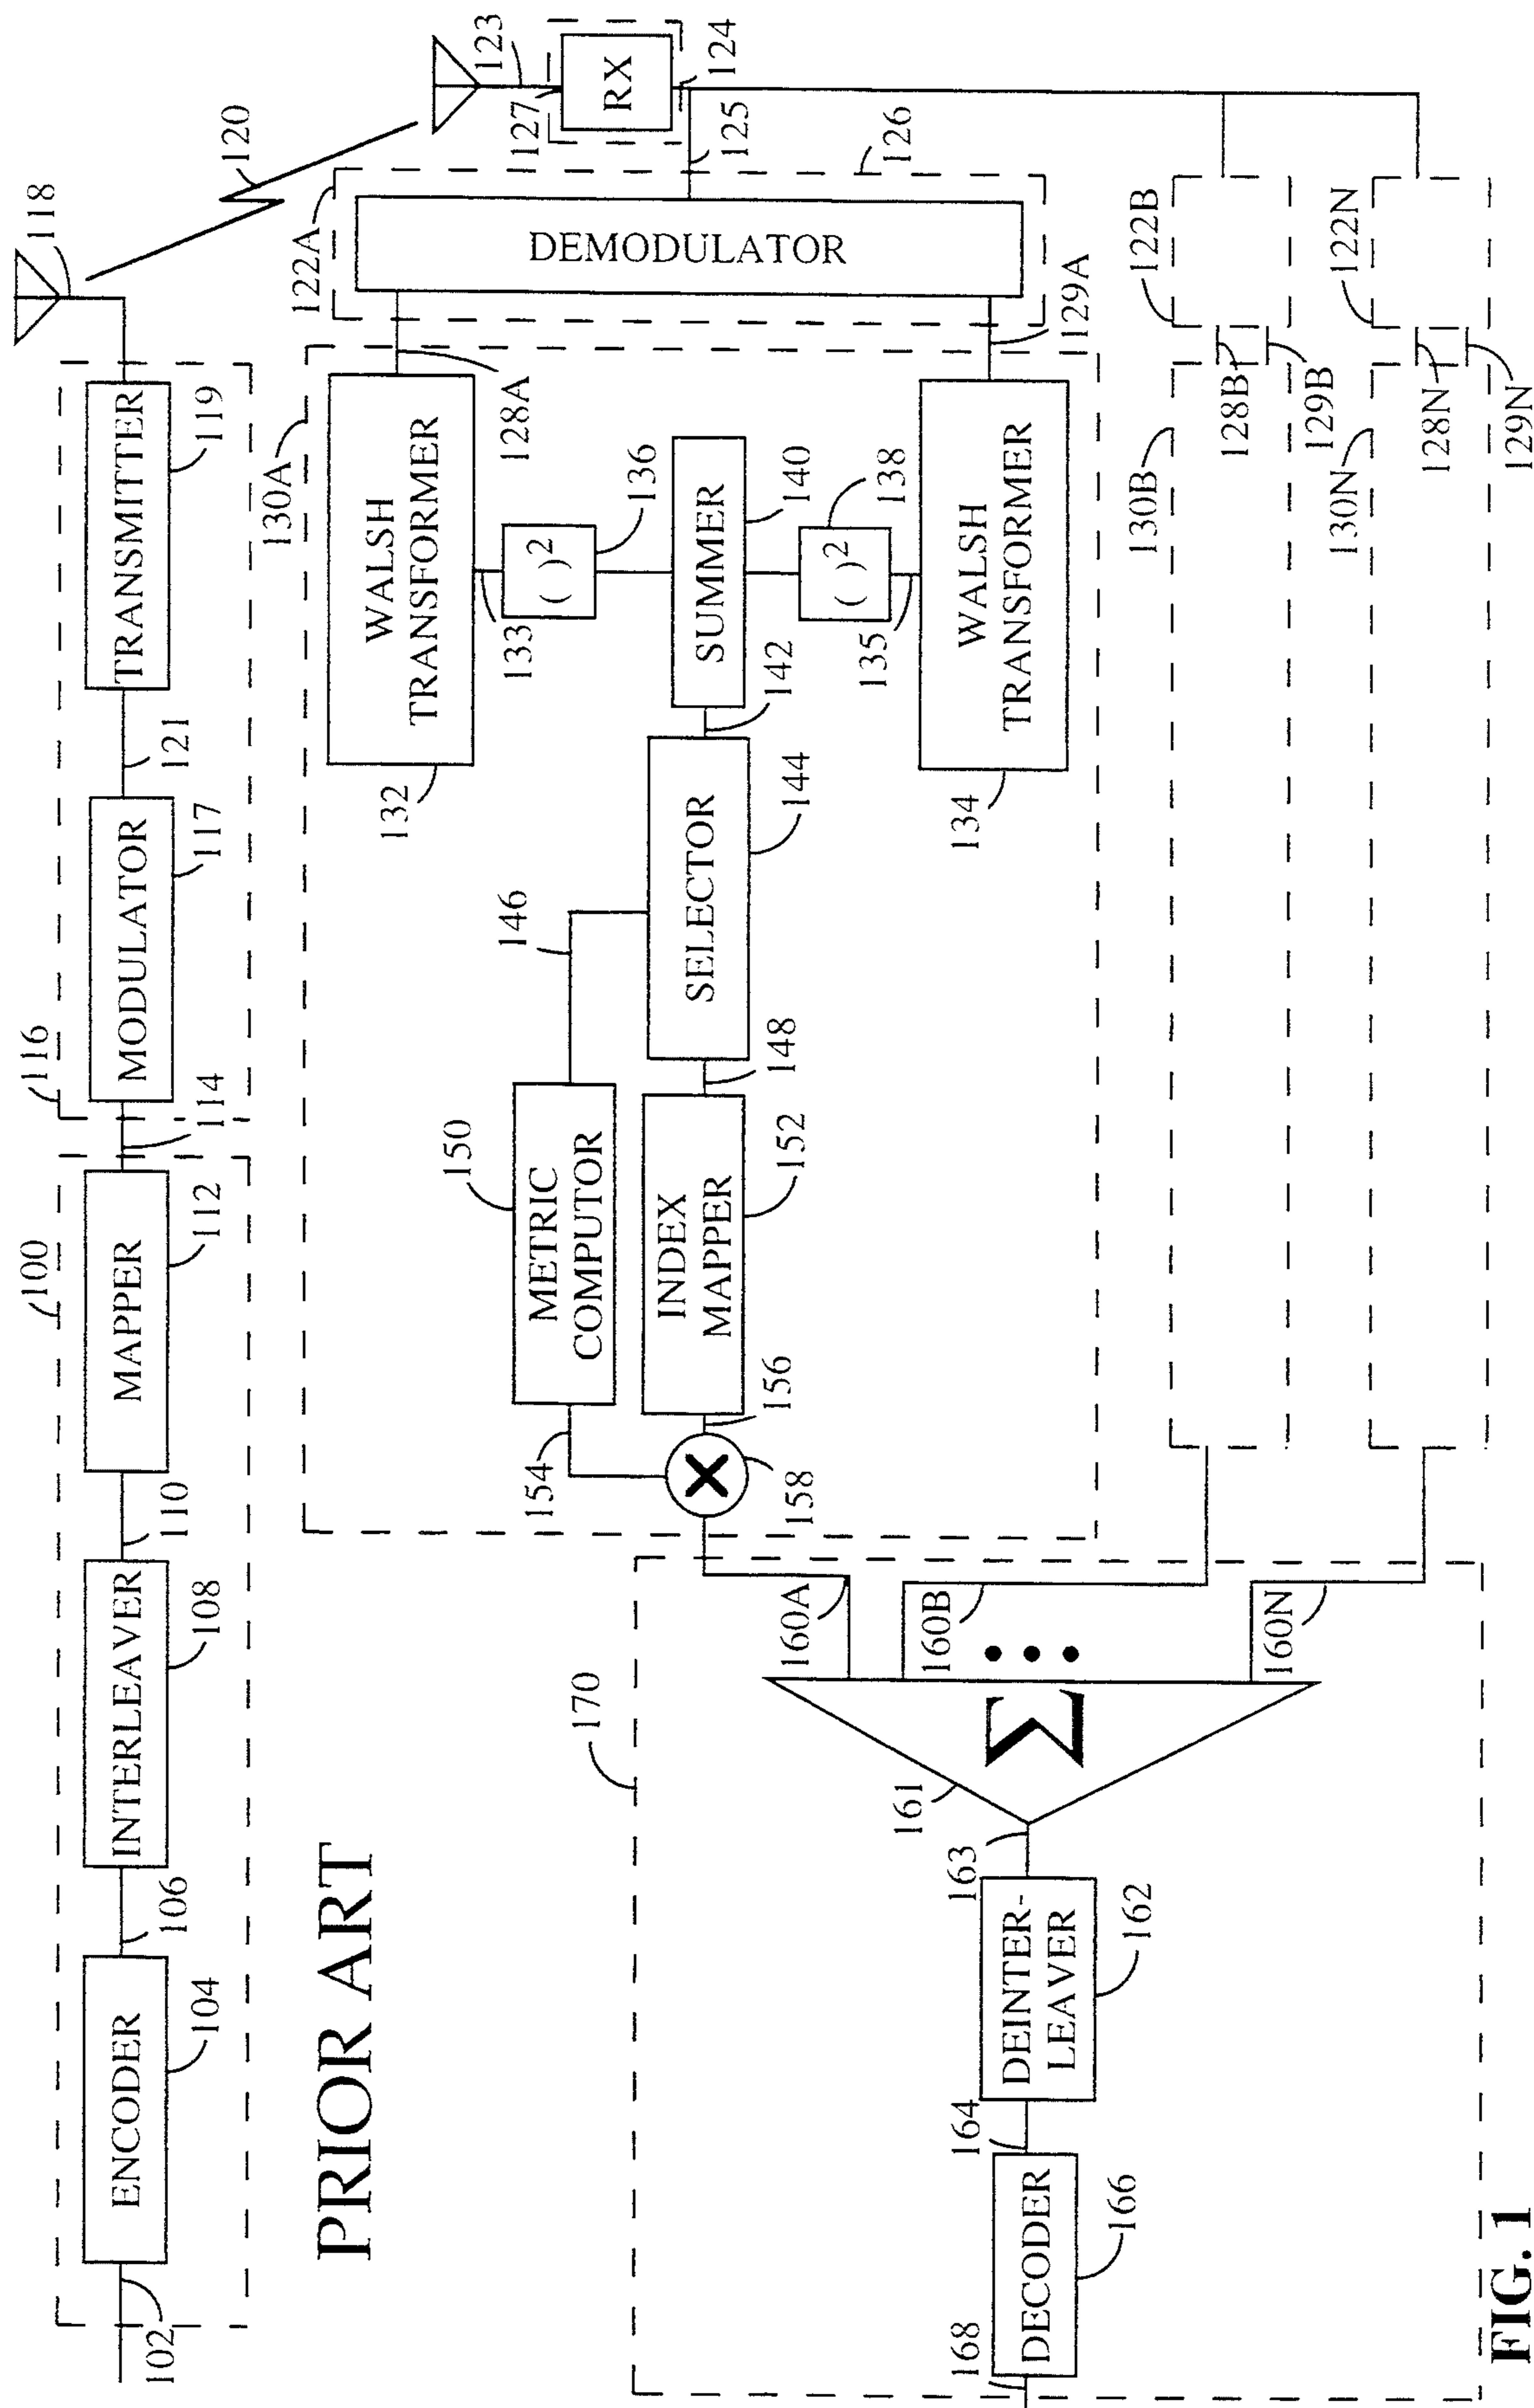 102
ENCODER
104
106
INTERLEAVER
108
110
100
MAPPER
112
114
116
MODULATOR
117
121
TRANSMITTER
119
118
120
123
127
RX
124
125
122A
DEMODULATOR
126
128A
129A
130A
WALSH
TRANSFORMER
132
133
( )2
136
SUMMER
140
( )2
138
135
WALSH
TRANSFORMER
134
142
SELECTOR
144
146
148
METRIC
COMPUTOR
150
INDEX
MAPPER
152
154
156
158
122B
128B
129B
130B
122N
128N
129N
130N
160A
160B
•••
160N
Σ
161
163
DEINTER-
LEAVER
162
164
DECODER
166
168
170
PRIOR ART
FIG. 1